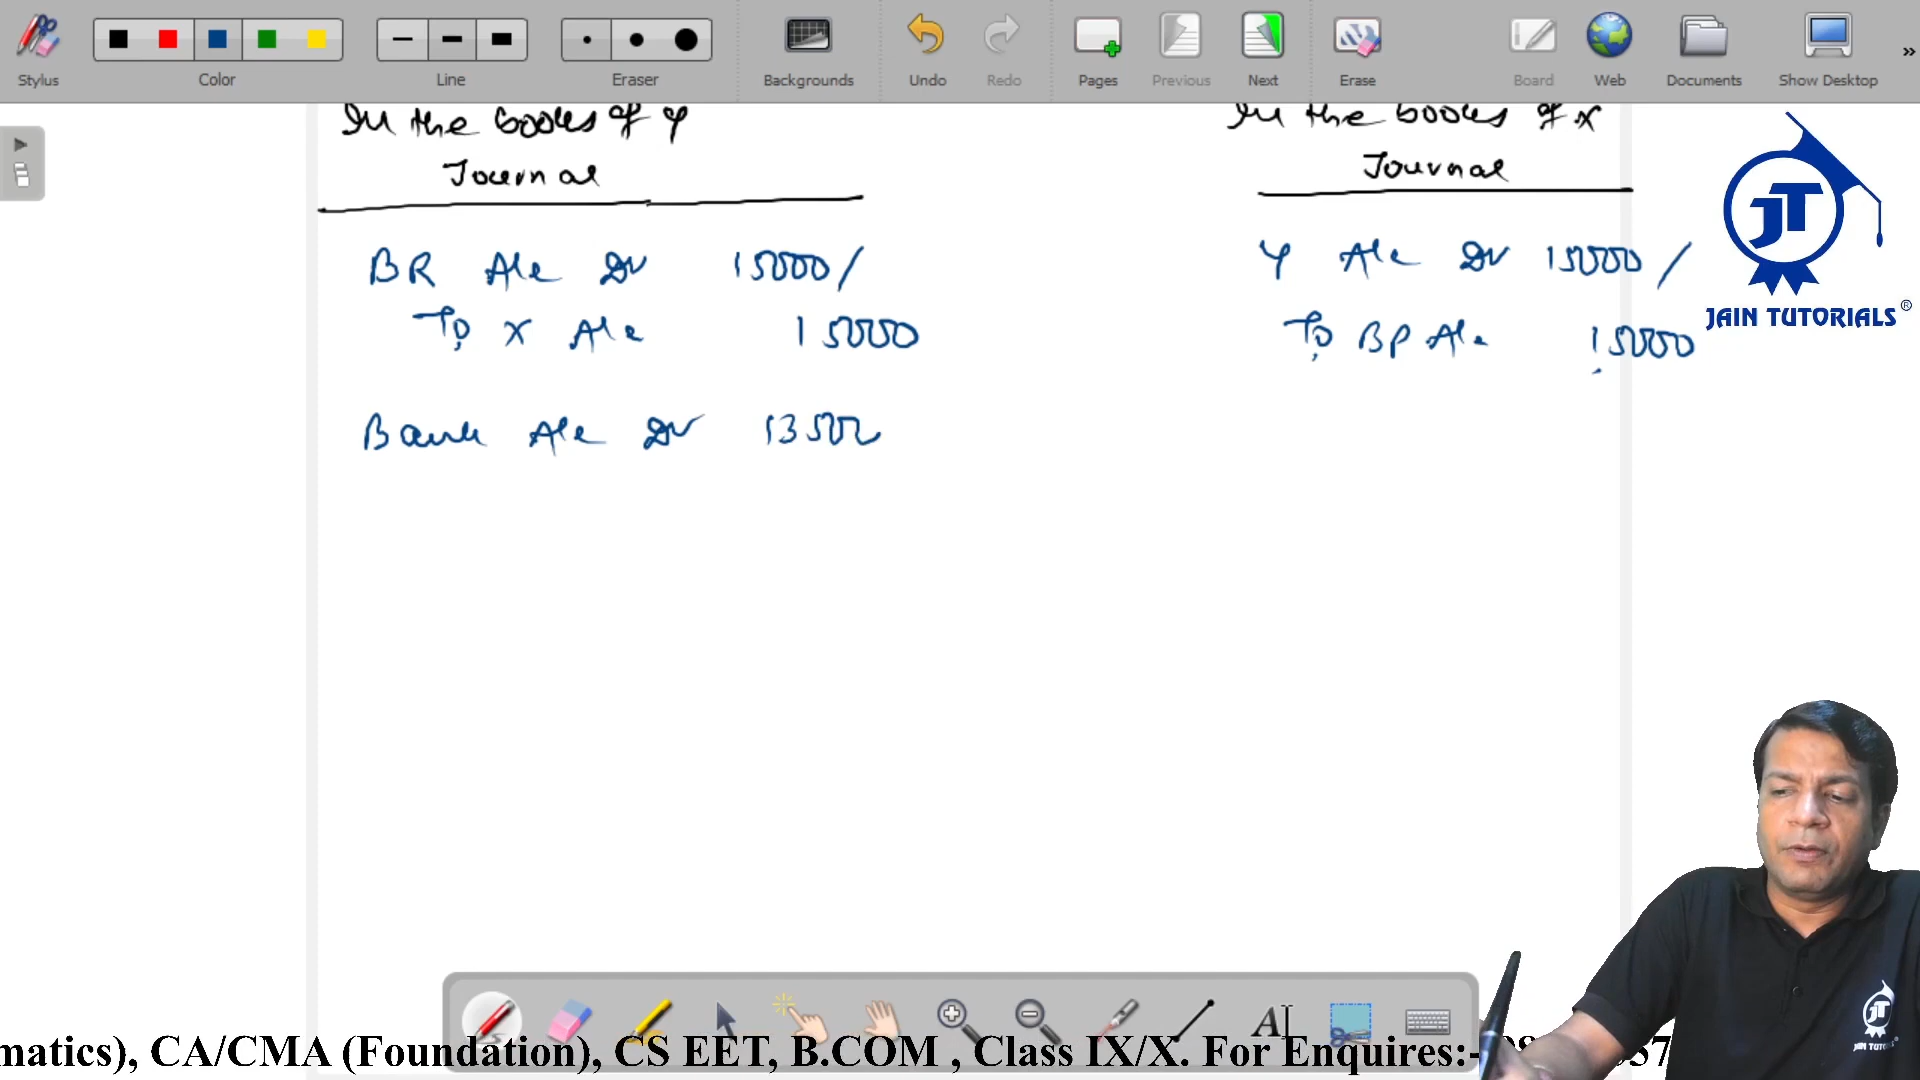 Stylus
Color
Line
Eraser
Backgrounds
Undo
Redo
Pages
Previous
Next
Erase
Board
Web
Documents
Show Desktop
»
In the books of Y
Journal
BR A/c Dr 15000/
To X A/c 15000
Bank A/c Dr 13500
In the books of X
Journal
Y A/c Dr 15000/
To BP A/c 15000
JT
JAIN TUTORIALS®
JT
matics), CA/CMA (Foundation), CS EET, B.COM , Class IX/X. For Enquires:-